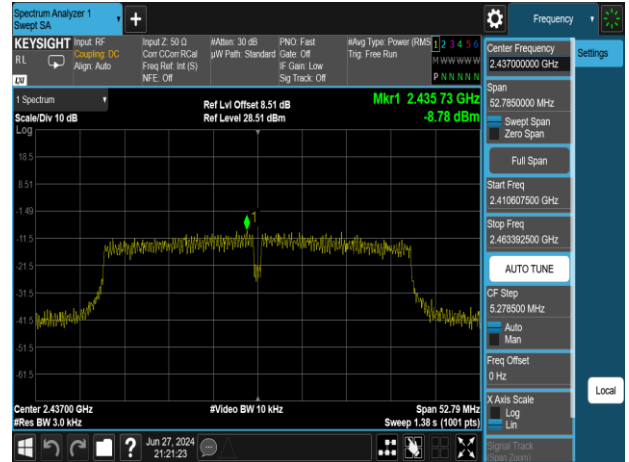 Spectrum Analyzer 1
Swept SA
Frequency
KEYSIGHT
R L
LXI
Input: RF
Coupling: DC
Align: Auto
Input Z: 50 Ω
Corr CCorr RCal
Freq Ref: Int (S)
NFE: Off
#Atten: 30 dB
µW Path: Standard
PNO: Fast
Gate: Off
IF Gain: Low
Sig Track: Off
#Avg Type: Power (RMS
Trig: Free Run
1 2 3 4 5 6
M W W W W W
P N N N N N
1 Spectrum
Scale/Div 10 dB
Log
Ref Lvl Offset 8.51 dB
Ref Level 28.51 dBm
Mkr1 2.435 73 GHz
-8.78 dBm
18.5
8.51
-1.49
-11.5
-21.5
-31.5
-41.5
-51.5
-61.5
1
Center 2.43700 GHz
#Res BW 3.0 kHz
#Video BW 10 kHz
Span 52.79 MHz
Sweep 1.38 s (1001 pts)
Jun 27, 2024
21:21:23
Center Frequency
2.437000000 GHz
Span
52.7850000 MHz
Swept Span
Zero Span
Full Span
Start Freq
2.410607500 GHz
Stop Freq
2.463392500 GHz
AUTO TUNE
CF Step
5.278500 MHz
Auto
Man
Freq Offset
0 Hz
X Axis Scale
Log
Lin
Signal Track
(Span Zoom)
Settings
Local